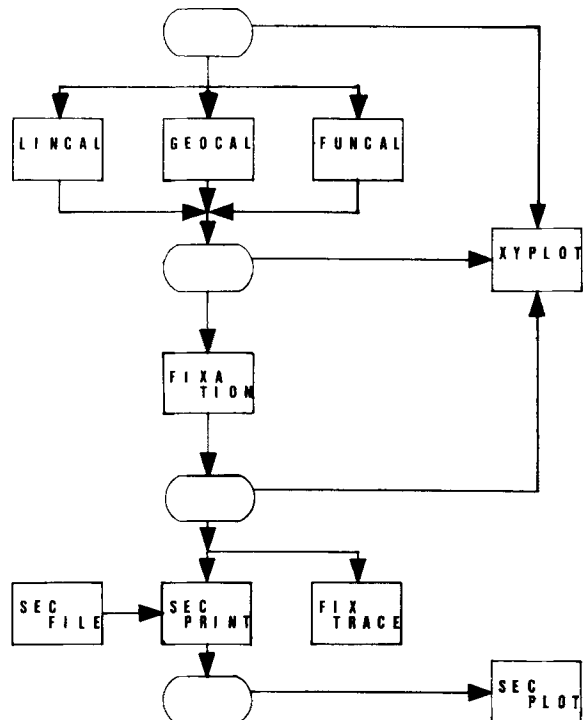 LINCAL
GEOCAL
FUNCAL
XYPLOT
FIXA
TION
SEC
FILE
SEC
PRINT
FIX
TRACE
SEC
PLOT